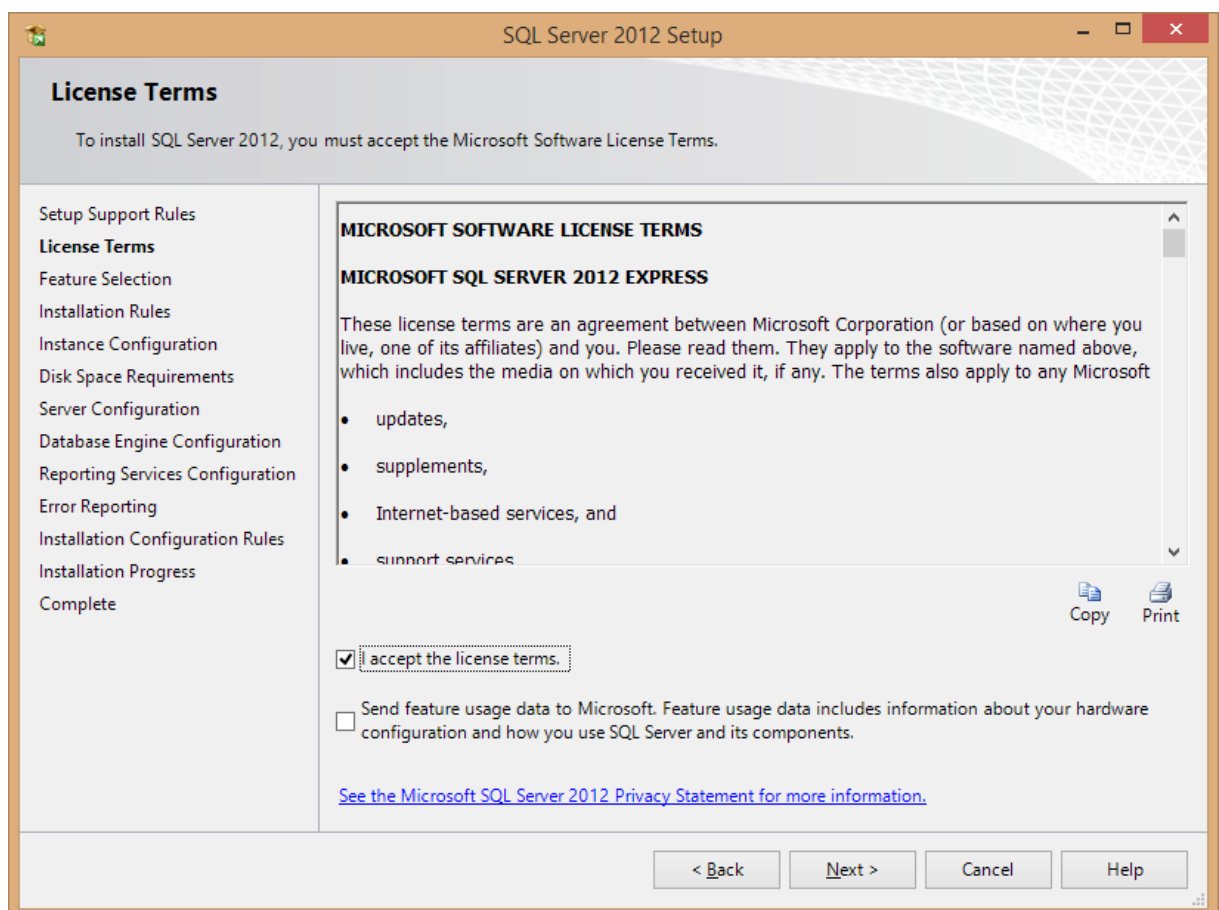 SQL Server 2012 Setup
License Terms
To install SQL Server 2012, you must accept the Microsoft Software License Terms.
Setup Support Rules
License Terms
Feature Selection
Installation Rules
Instance Configuration
Disk Space Requirements
Server Configuration
Database Engine Configuration
Reporting Services Configuration
Error Reporting
Installation Configuration Rules
Installation Progress
Complete
MICROSOFT SOFTWARE LICENSE TERMS
MICROSOFT SQL SERVER 2012 EXPRESS
These license terms are an agreement between Microsoft Corporation (or based on where you
live, one of its affiliates) and you. Please read them. They apply to the software named above,
which includes the media on which you received it, if any. The terms also apply to any Microsoft
• updates,
• supplements,
• Internet-based services, and
• support services
Copy Print
I accept the license terms.
Send feature usage data to Microsoft. Feature usage data includes information about your hardware
configuration and how you use SQL Server and its components.
See the Microsoft SQL Server 2012 Privacy Statement for more information.
< Back Next > Cancel Help